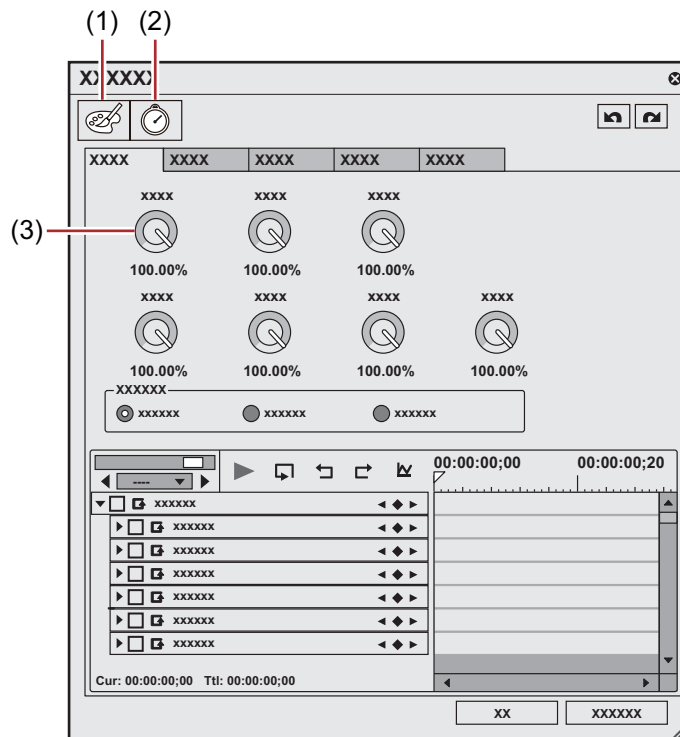 (1) (2)
XXXXXX
XXXX XXXX XXXX XXXX XXXX
xxxx xxxx xxxx
(3)
100.00% 100.00% 100.00%
xxxx xxxx xxxx xxxx
100.00% 100.00% 100.00% 100.00%
XXXXXX
xxxxxx xxxxxx xxxxxx
00:00:00;00 00:00:00;20
----
xxxxxx
xxxxxx
xxxxxx
xxxxxx
xxxxxx
xxxxxx
xxxxxx
Cur: 00:00:00;00 Ttl: 00:00:00;00
XX XXXXXX